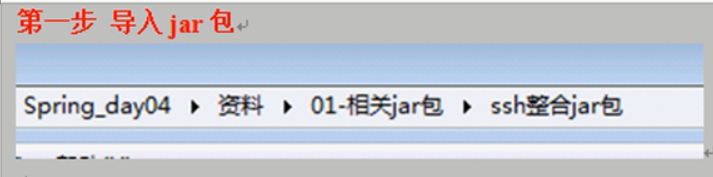 第一步 导入 jar 包
Spring_day04 ▸ 资料 ▸ 01-相关jar包 ▸ ssh整合jar包